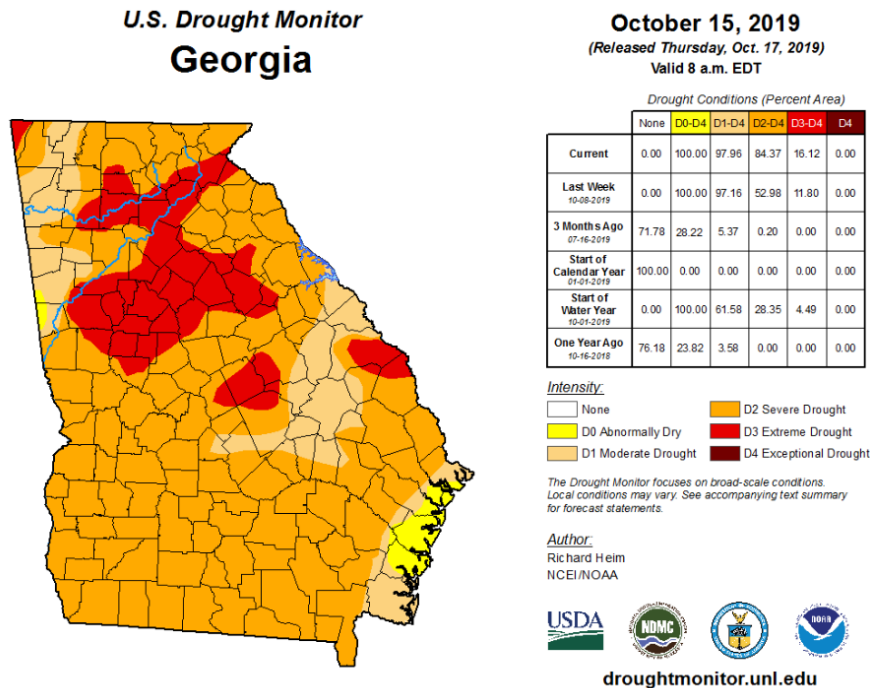 U.S. Drought Monitor
Georgia
October 15, 2019
(Released Thursday, Oct. 17, 2019)
Valid 8 a.m. EDT
Drought Conditions (Percent Area)
None D0-D4 D1-D4 D2-D4 D3-D4 D4
Current 0.00 100.00 97.96 84.37 16.12 0.00
Last Week
10-08-2019 0.00 100.00 97.16 52.98 11.80 0.00
3 Months Ago
07-16-2019 71.78 28.22 5.37 0.20 0.00 0.00
Start of
Calendar Year
01-01-2019 100.00 0.00 0.00 0.00 0.00 0.00
Start of
Water Year
10-01-2019 0.00 100.00 61.58 28.35 4.49 0.00
One Year Ago
10-16-2018 76.18 23.82 3.58 0.00 0.00 0.00
Intensity:
None
D0 Abnormally Dry
D1 Moderate Drought
D2 Severe Drought
D3 Extreme Drought
D4 Exceptional Drought
The Drought Monitor focuses on broad-scale conditions.
Local conditions may vary. See accompanying text summary
for forecast statements.
Author:
Richard Heim
NCEI/NOAA
USDA
NDMC
NOAA
droughtmonitor.unl.edu